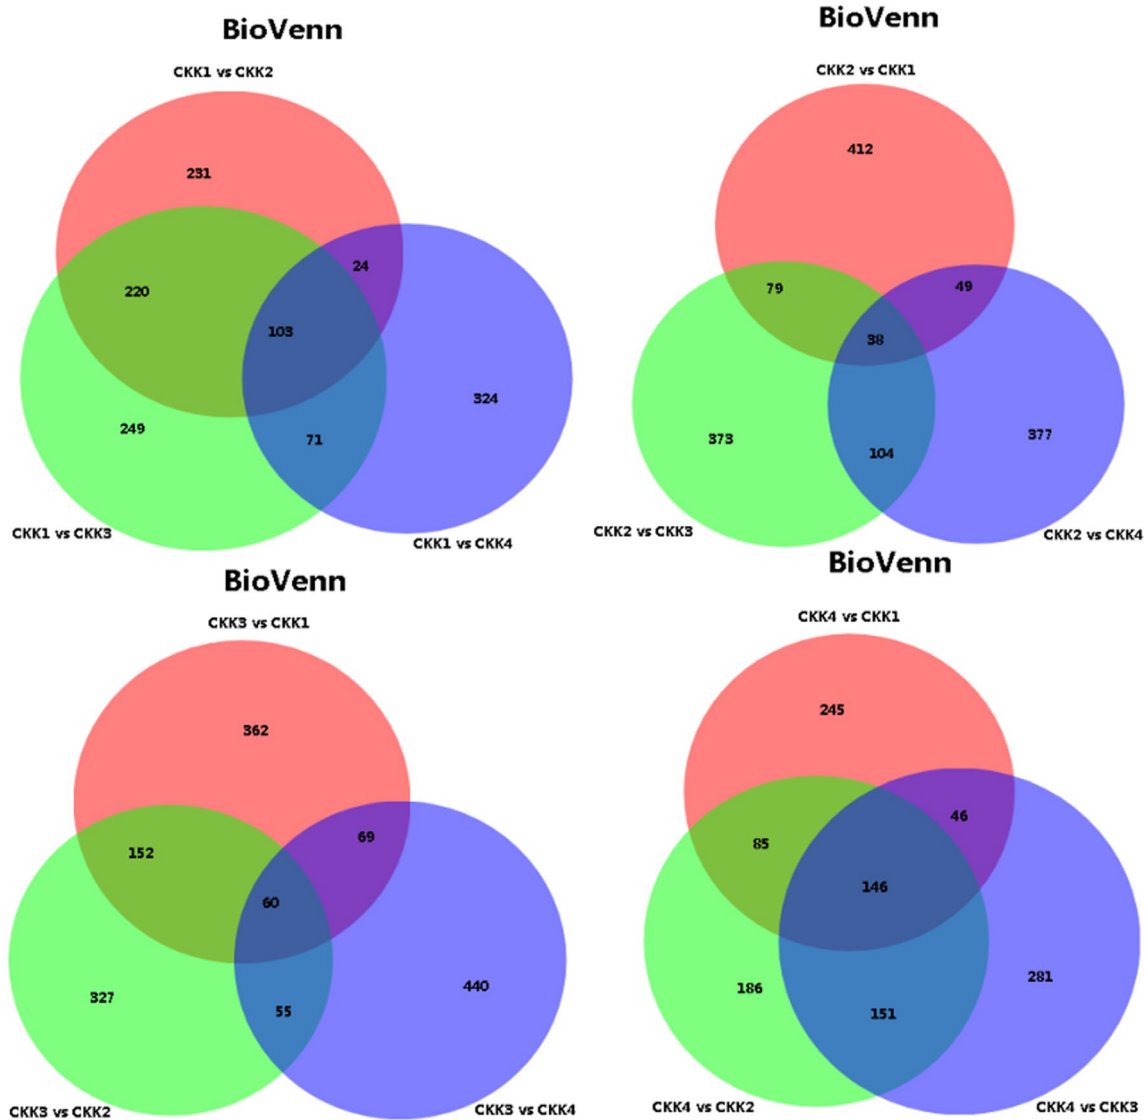 BioVenn
CKK1 vs CKK2
231
24
220
103
324
249
71
CKK1 vs CKK3
CKK1 vs CKK4
BioVenn
CKK2 vs CKK1
412
79
49
38
373
377
104
CKK2 vs CKK3
CKK2 vs CKK4
BioVenn
CKK3 vs CKK1
362
69
152
60
440
327
55
CKK3 vs CKK2
CKK3 vs CKK4
BioVenn
CKK4 vs CKK1
245
46
85
146
281
186
151
CKK4 vs CKK2
CKK4 vs CKK3